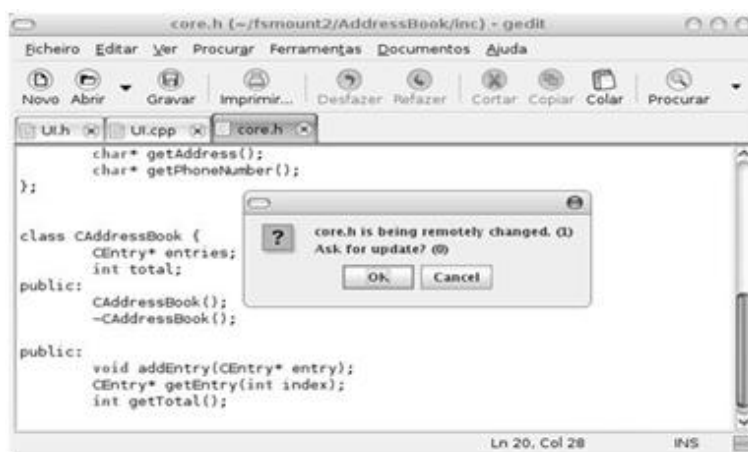 core.h (~/fsmount2/AddressBook/inc) - gedit
Ficheiro Editar Ver Procurar Ferramentas Documentos Ajuda
Novo Abrir Gravar Imprimir... Desfazer Refazer Cortar Copiar Colar Procurar
UI.h UI.cpp core.h
char* getAddress();
char* getPhoneNumber();
};
class CAddressBook {
CEntry* entries;
int total;
public:
CAddressBook();
~CAddressBook();
public:
void addEntry(CEntry* entry);
CEntry* getEntry(int index);
int getTotal();
?
core.h is being remotely changed. (1)
Ask for update? (0)
OK Cancel
Ln 20, Col 28 INS